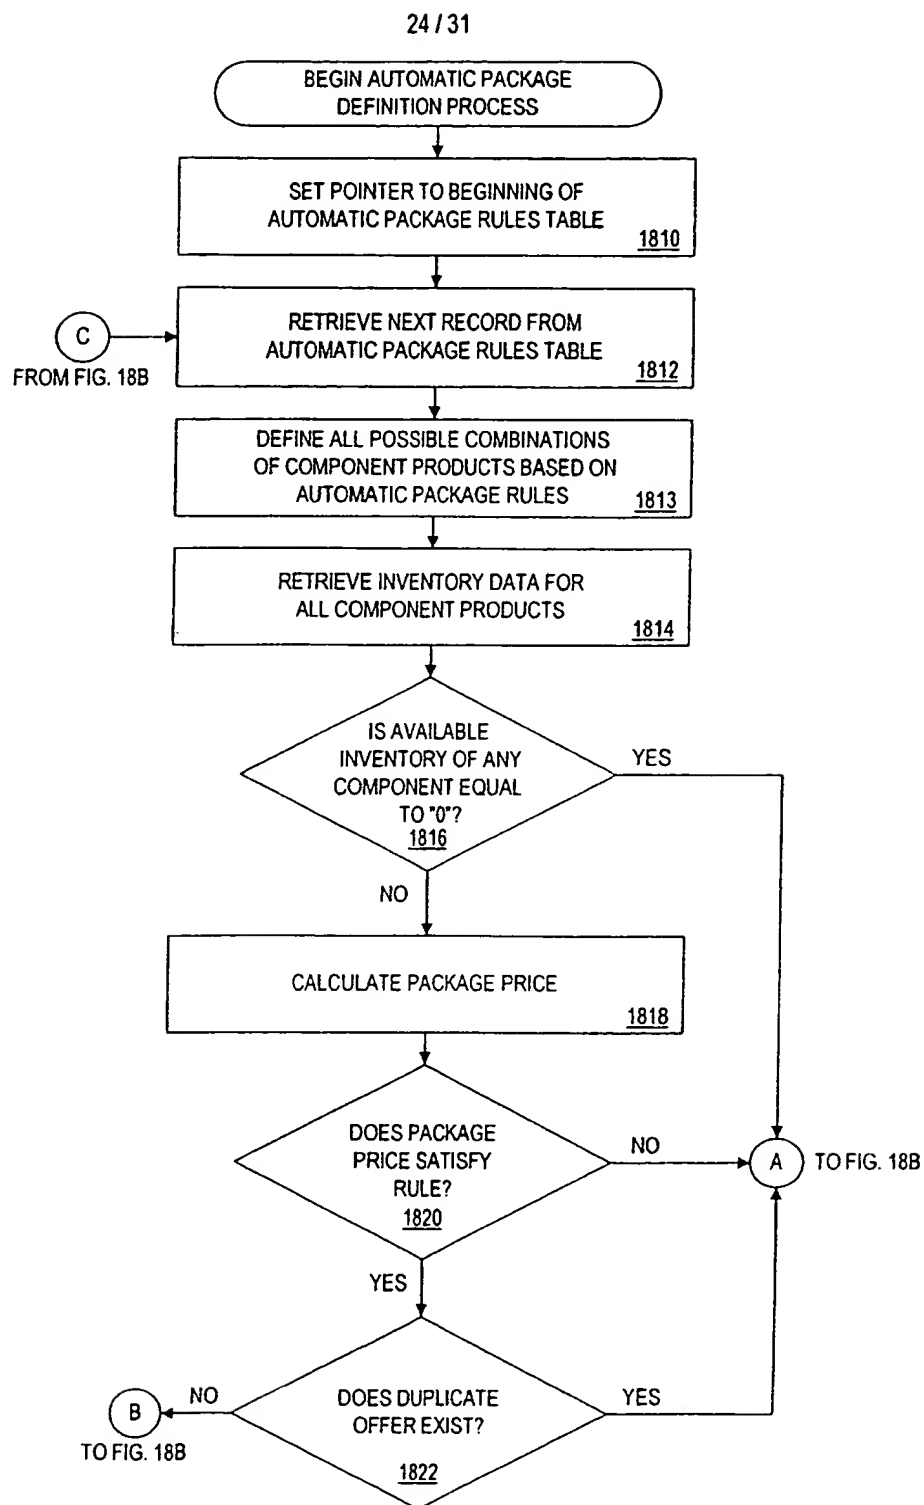 24 / 31
BEGIN AUTOMATIC PACKAGE
DEFINITION PROCESS
SET POINTER TO BEGINNING OF
AUTOMATIC PACKAGE RULES TABLE
1810
C
FROM FIG. 18B
RETRIEVE NEXT RECORD FROM
AUTOMATIC PACKAGE RULES TABLE
1812
DEFINE ALL POSSIBLE COMBINATIONS
OF COMPONENT PRODUCTS BASED ON
AUTOMATIC PACKAGE RULES
1813
RETRIEVE INVENTORY DATA FOR
ALL COMPONENT PRODUCTS
1814
IS AVAILABLE
INVENTORY OF ANY
COMPONENT EQUAL
TO "0"?
1816
YES
NO
CALCULATE PACKAGE PRICE
1818
DOES PACKAGE
PRICE SATISFY
RULE?
1820
NO
A
TO FIG. 18B
YES
DOES DUPLICATE
OFFER EXIST?
1822
YES
NO
B
TO FIG. 18B